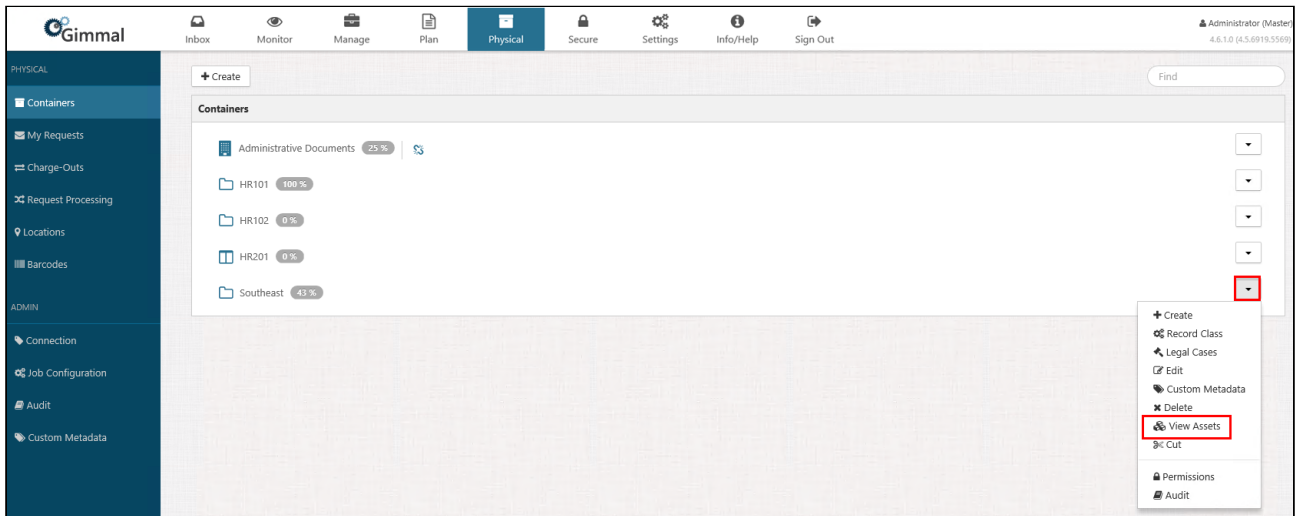 Gimmal
Inbox
Monitor
Manage
Plan
Physical
Secure
Settings
Info/Help
Sign Out
Administrator (Master)
4.6.1.0 (4.5.6919.5569)
PHYSICAL
Containers
My Requests
Charge-Outs
Request Processing
Locations
Barcodes
ADMIN
Connection
Job Configuration
Audit
Custom Metadata
+ Create
Find
Containers
Administrative Documents 25 %
HR101 100 %
HR102 0 %
HR201 0 %
Southeast 43 %
+ Create
Record Class
Legal Cases
Edit
Custom Metadata
Delete
View Assets
Cut
Permissions
Audit